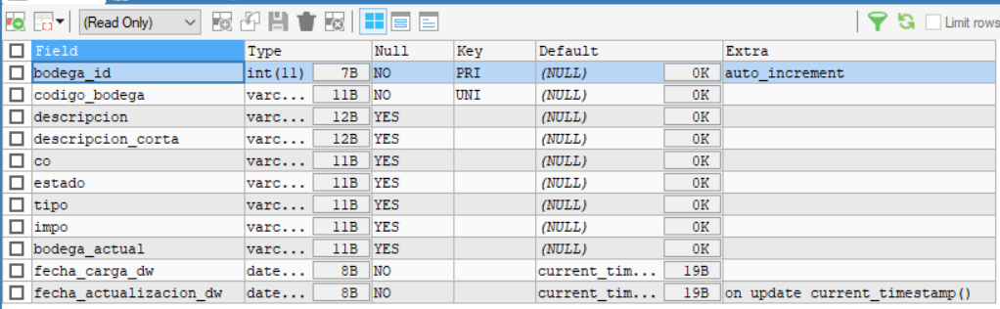 (Read Only) Limit rows
Field Type Null Key Default Extra
bodega_id int(11) 7B NO PRI (NULL) 0K auto_increment
codigo_bodega varc... 11B NO UNI (NULL) 0K
descripcion varc... 12B YES (NULL) 0K
descripcion_corta varc... 12B YES (NULL) 0K
co varc... 11B YES (NULL) 0K
estado varc... 11B YES (NULL) 0K
tipo varc... 11B YES (NULL) 0K
impo varc... 11B YES (NULL) 0K
bodega_actual varc... 11B YES (NULL) 0K
fecha_carga_dw date... 8B NO current_tim... 19B
fecha_actualizacion_dw date... 8B NO current_tim... 19B on update current_timestamp()